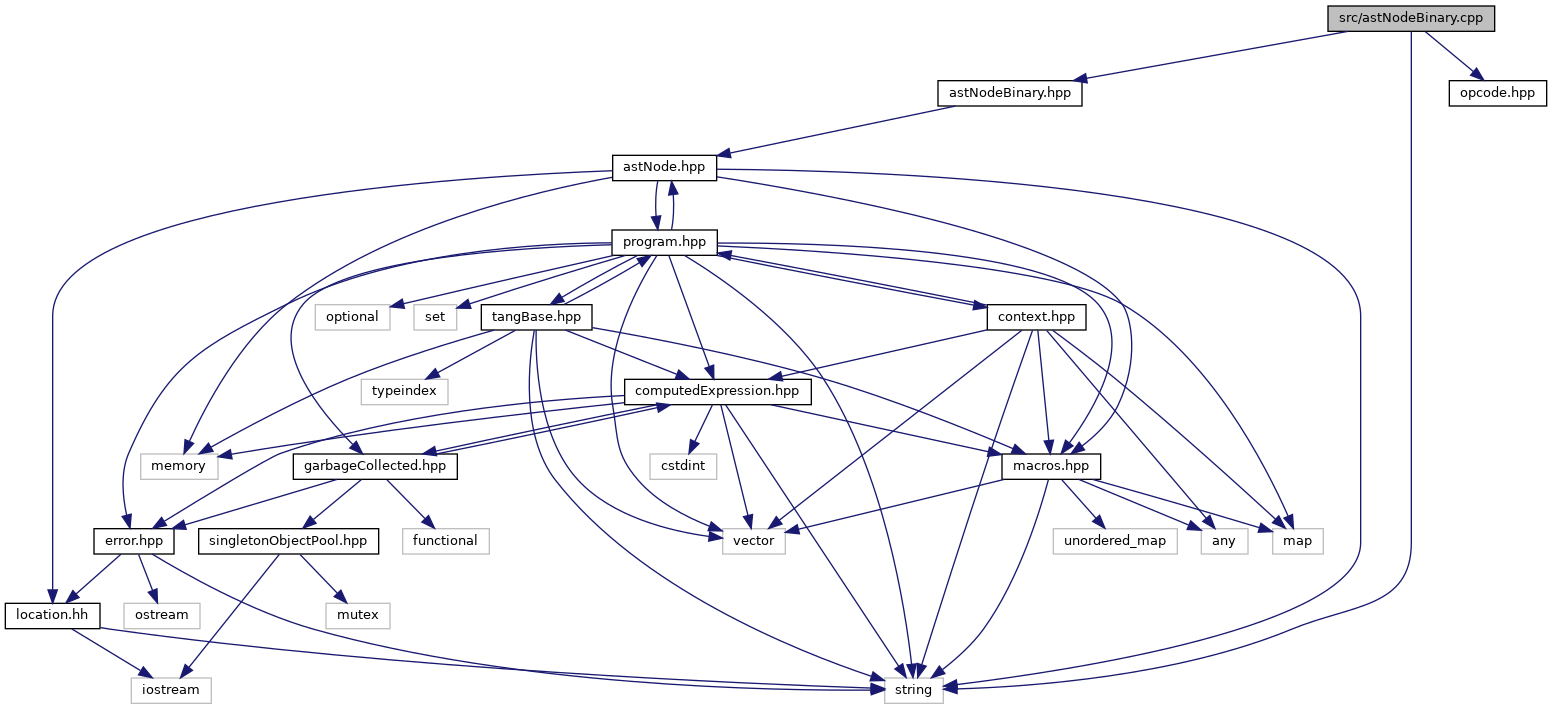 src/astNodeBinary.cpp
astNodeBinary.hpp
opcode.hpp
astNode.hpp
program.hpp
optional
set
tangBase.hpp
context.hpp
typeindex
computedExpression.hpp
memory
garbageCollected.hpp
cstdint
macros.hpp
error.hpp
singletonObjectPool.hpp
functional
vector
unordered_map
any
map
location.hh
ostream
mutex
iostream
string